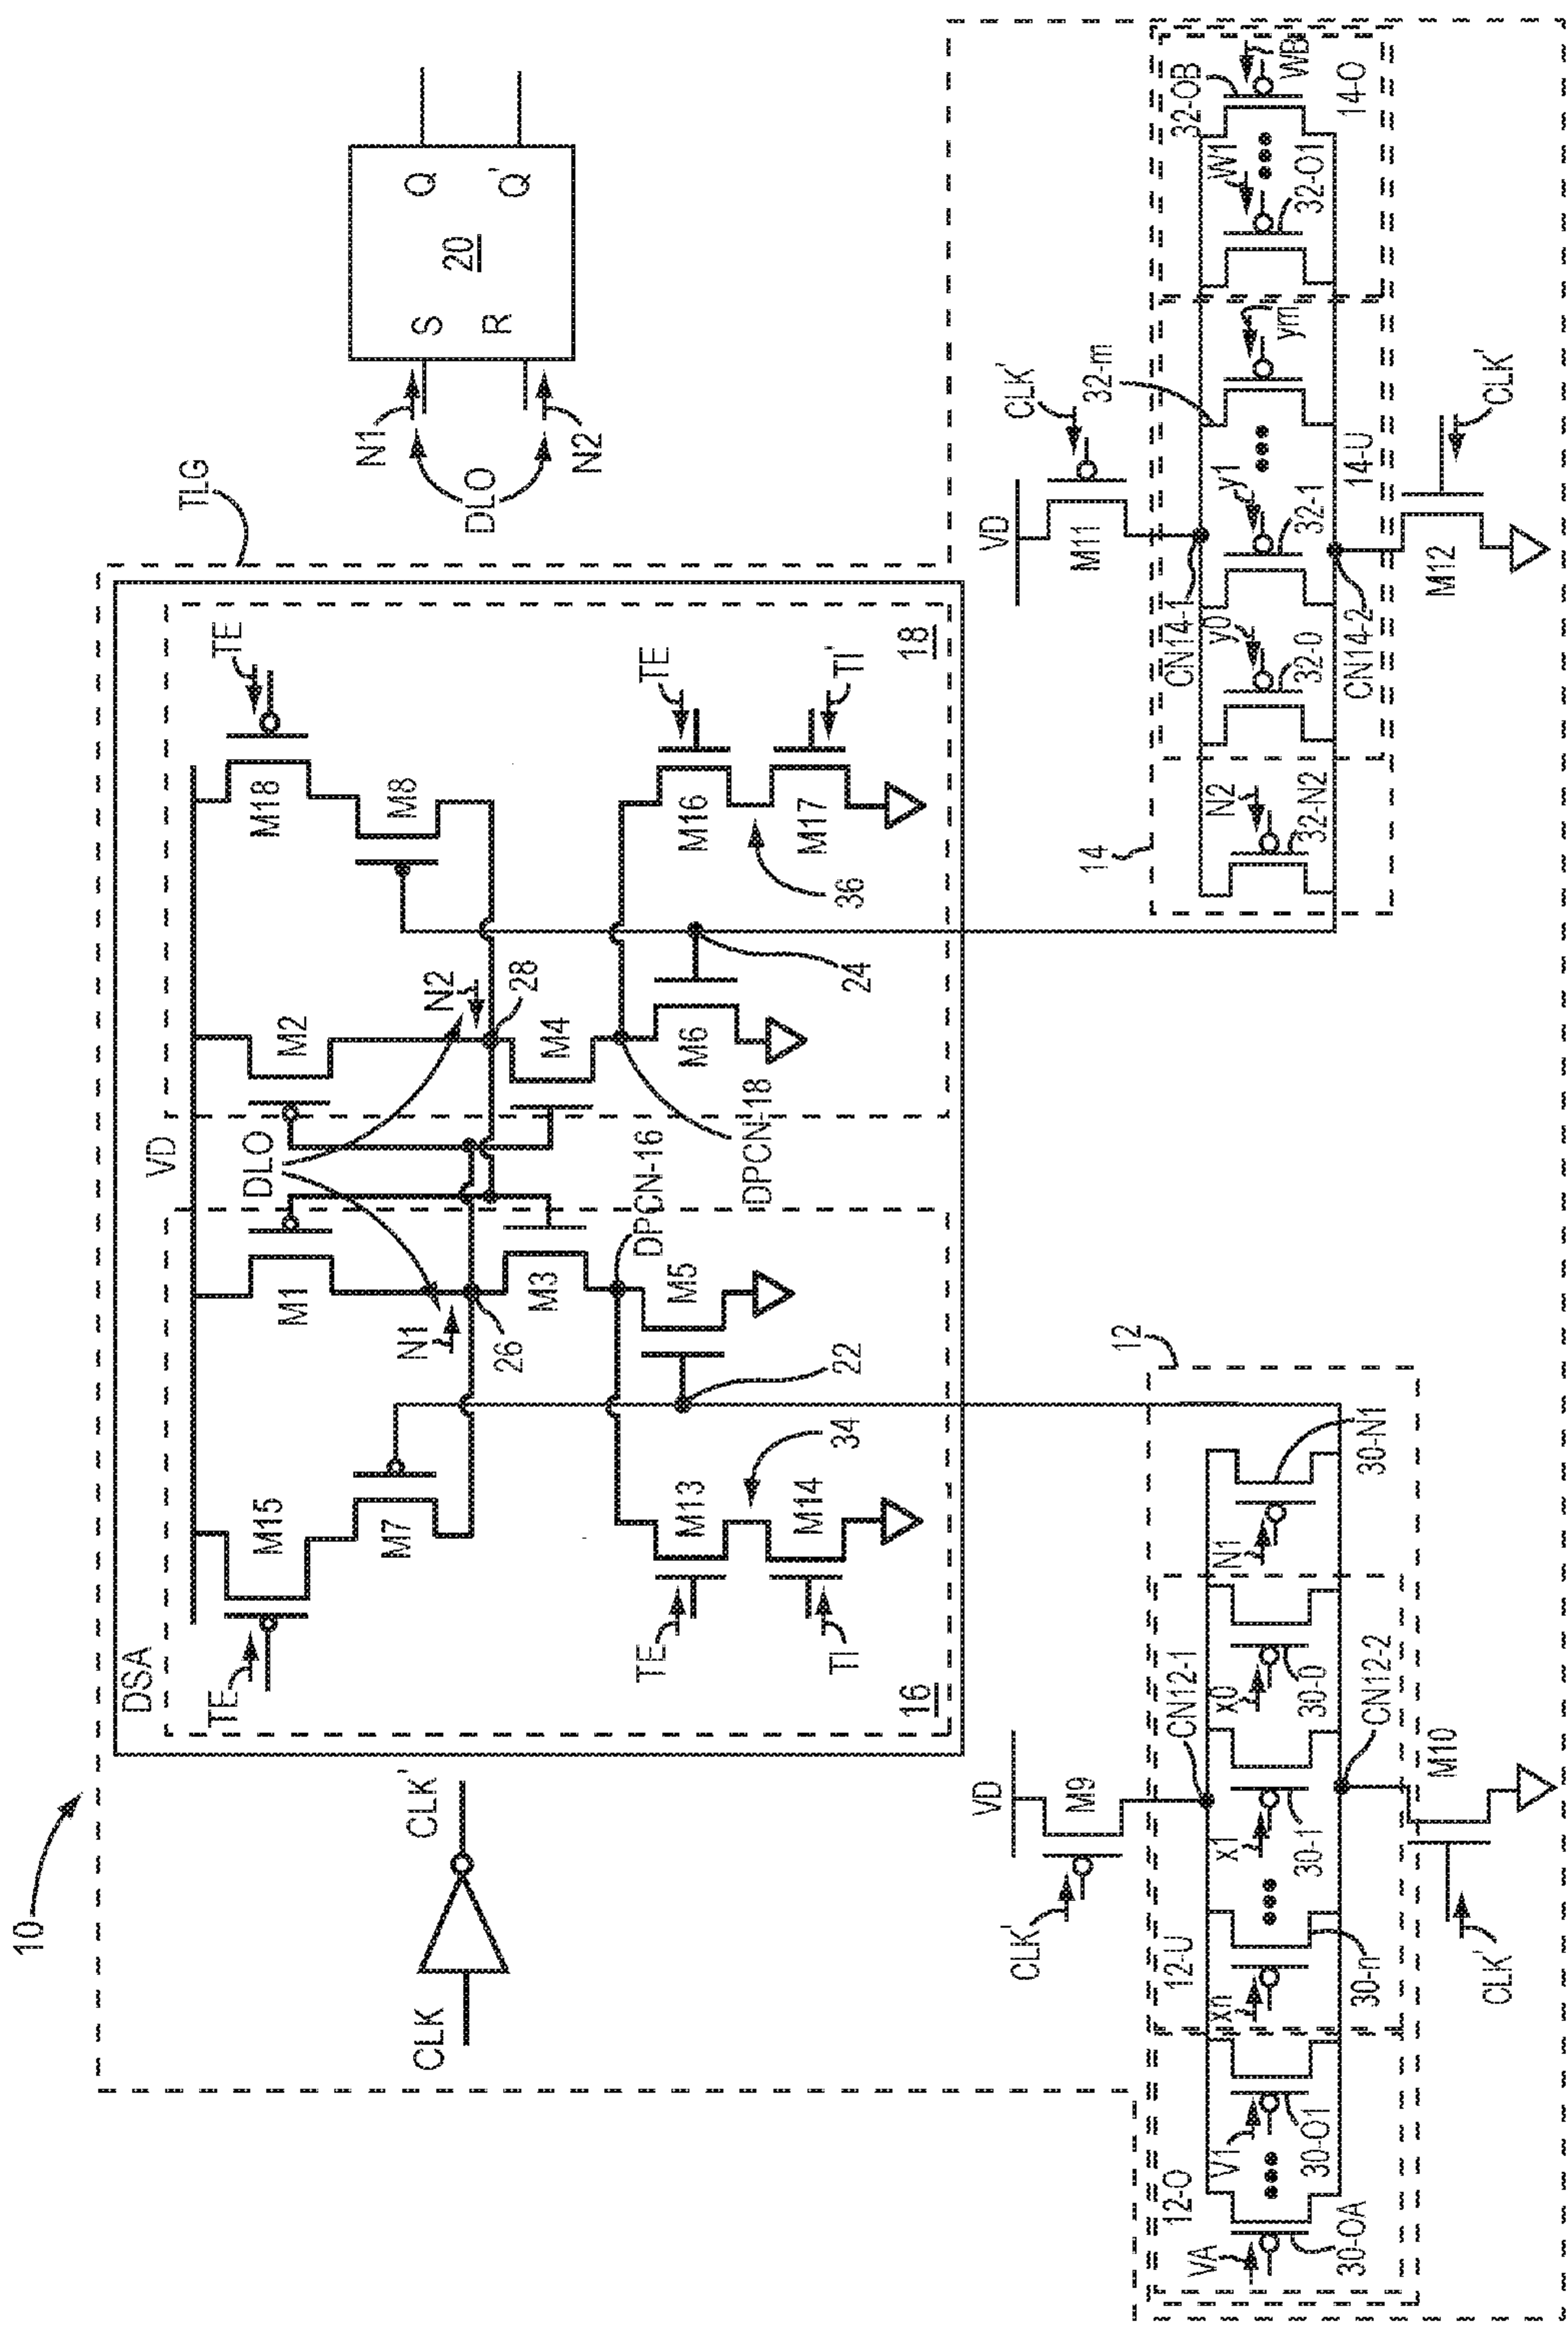 10
CLK
CLK'
TLG
DSA
VD
TE
M15
M7
M1
DLO
N1
26
M3
DPCN-16
M5
22
TE
M13
34
TI
M14
16
M2
M18
TE
M8
N2
28
M4
M6
DPCN-18
24
TE
M16
36
M17
TI'
18
N1
DLO
N2
S
R
20
Q
Q'
VD
CLK'
M9
CN12-1
12
12-O
VA
30-OA
V1
30-O1
12-U
xn
30-n
x1
30-1
x0
30-0
N1
30-N1
CN12-2
M10
CLK'
VD
CLK'
M11
CN14-1
14
N2
32-N2
y0
32-0
y1
32-1
32-m
ym
14-U
W1
32-O1
32-OB
WB
14-O
CN14-2
M12
CLK'